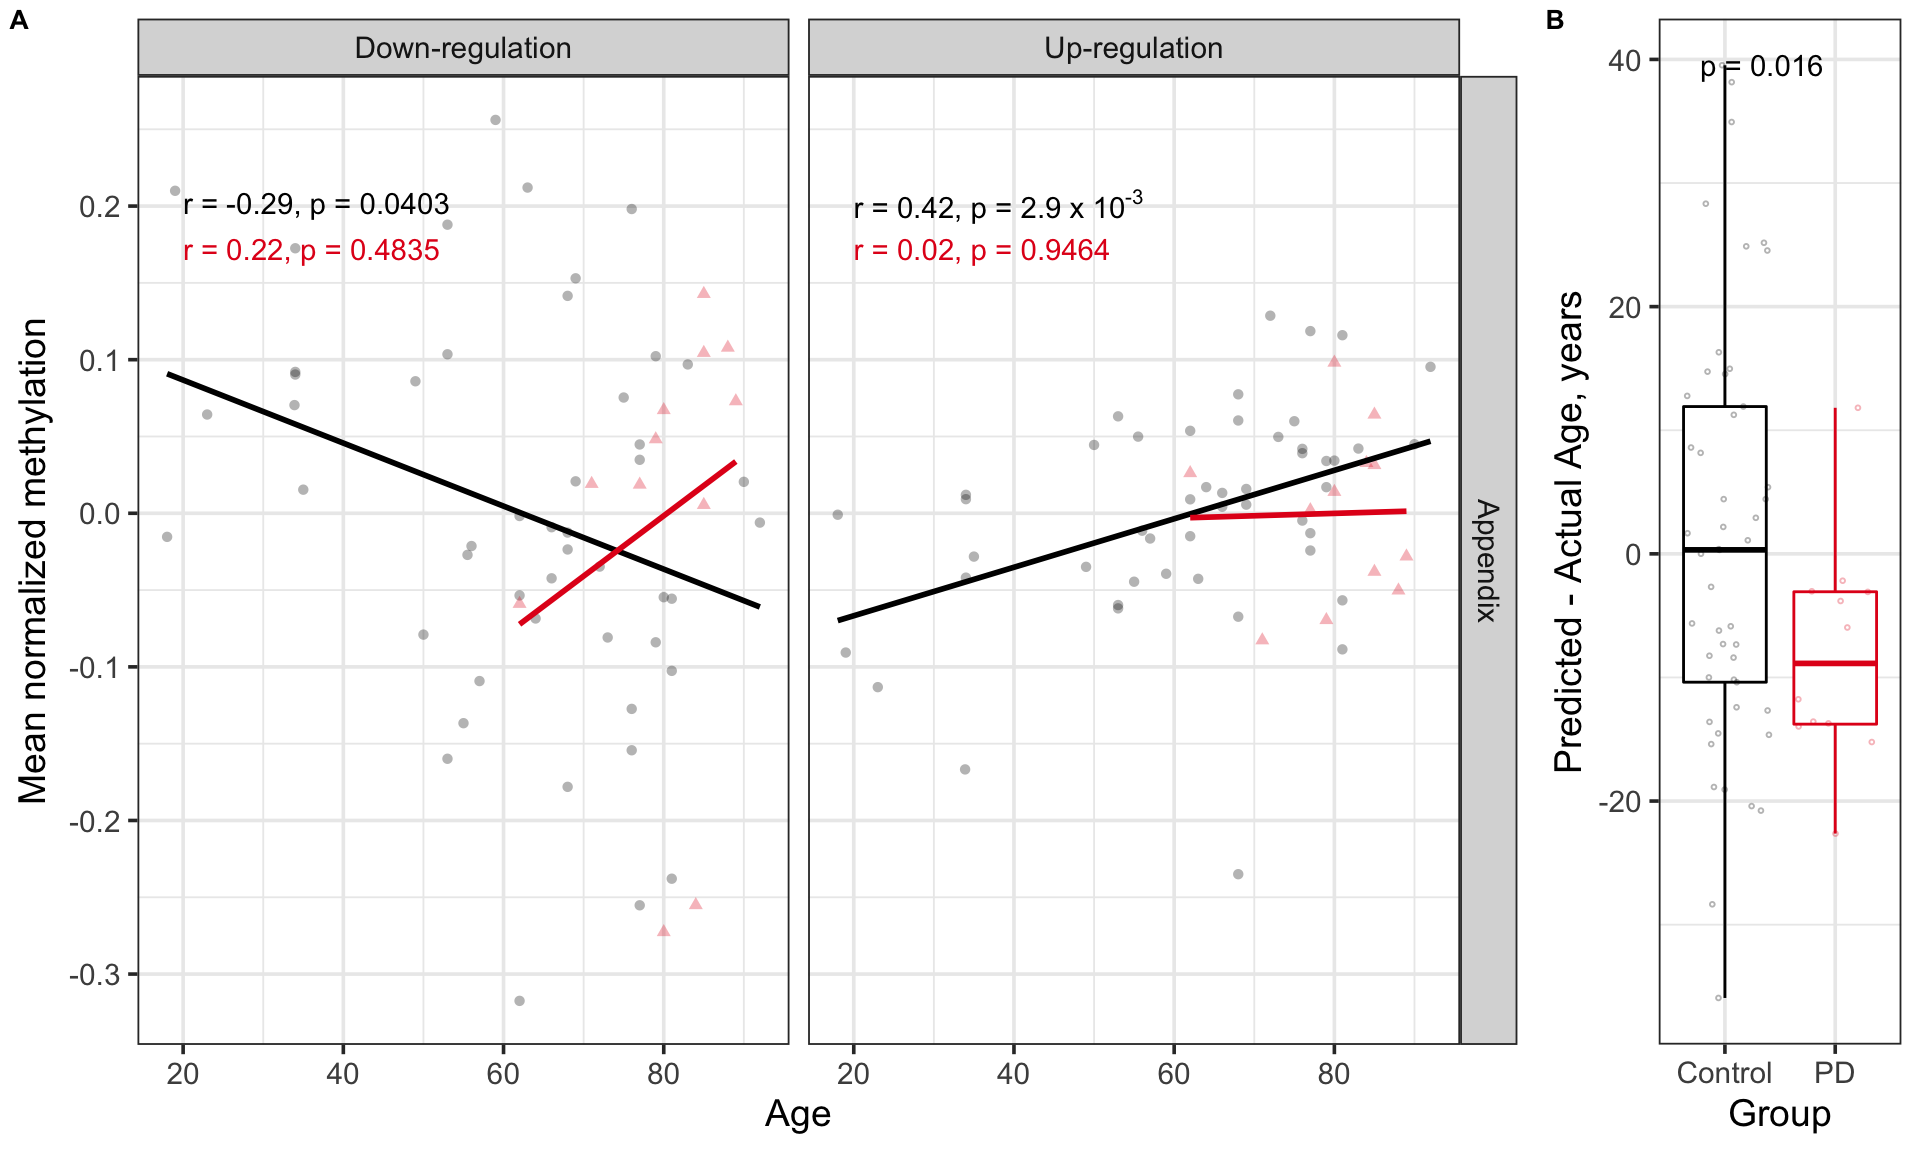 A
Down-regulation
Up-regulation
Appendix
Mean normalized methylation
0.2
0.1
0.0
-0.1
-0.2
-0.3
r = -0.29, p = 0.0403
r = 0.22, p = 0.4835
r = 0.42, p = 2.9 x 10⁻³
r = 0.02, p = 0.9464
20 40 60 80
20 40 60 80
Age
B
Predicted - Actual Age, years
40
20
0
-20
p = 0.016
Control PD
Group